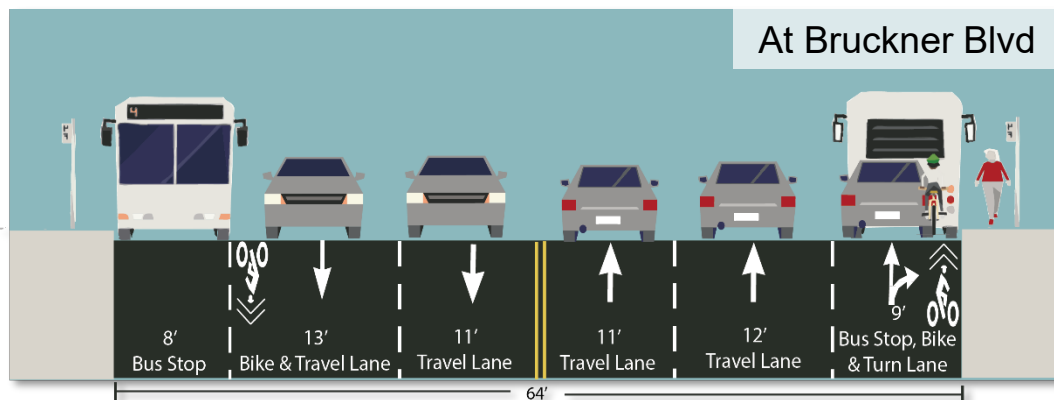 At Bruckner Blvd
4
8’
Bus Stop
13’
Bike & Travel Lane
11’
Travel Lane
11’
Travel Lane
12’
Travel Lane
9’
Bus Stop, Bike
& Turn Lane
64’